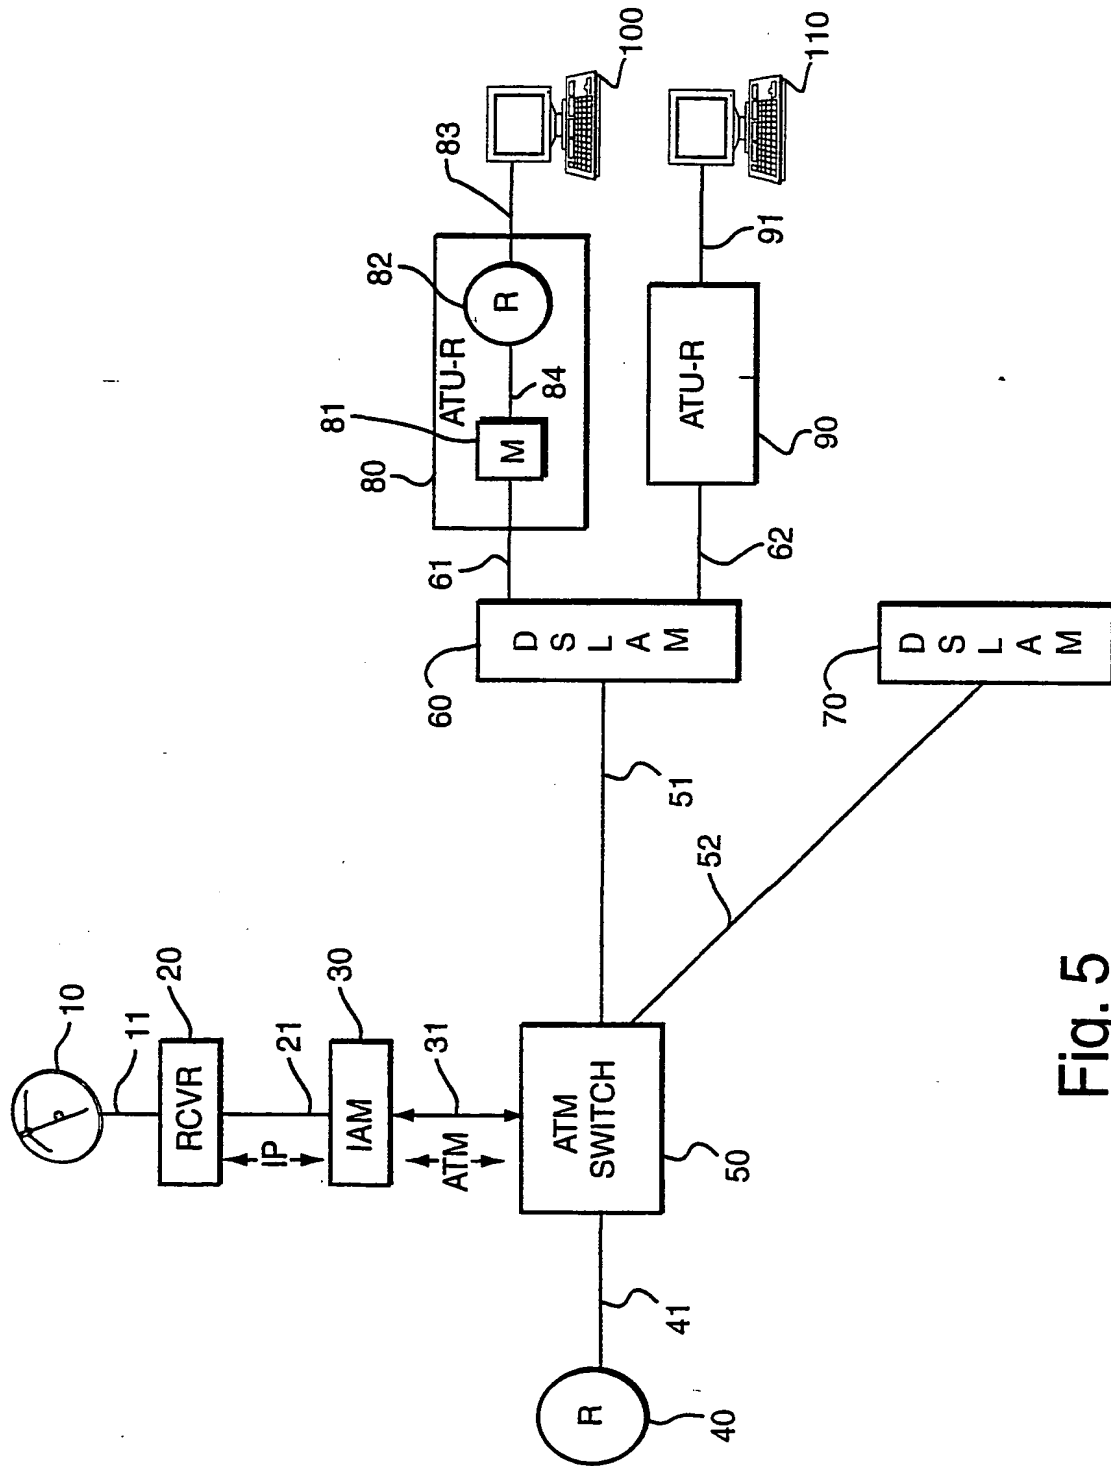 10
11
20
RCVR
IP
21
30
IAM
ATM
31
ATM
SWITCH
50
R
40
41
51
52
60
D
S
L
A
M
70
D
S
L
A
M
61
62
80
ATU-R
81
M
84
82
R
83
100
ATU-R
90
91
110
Fig. 5